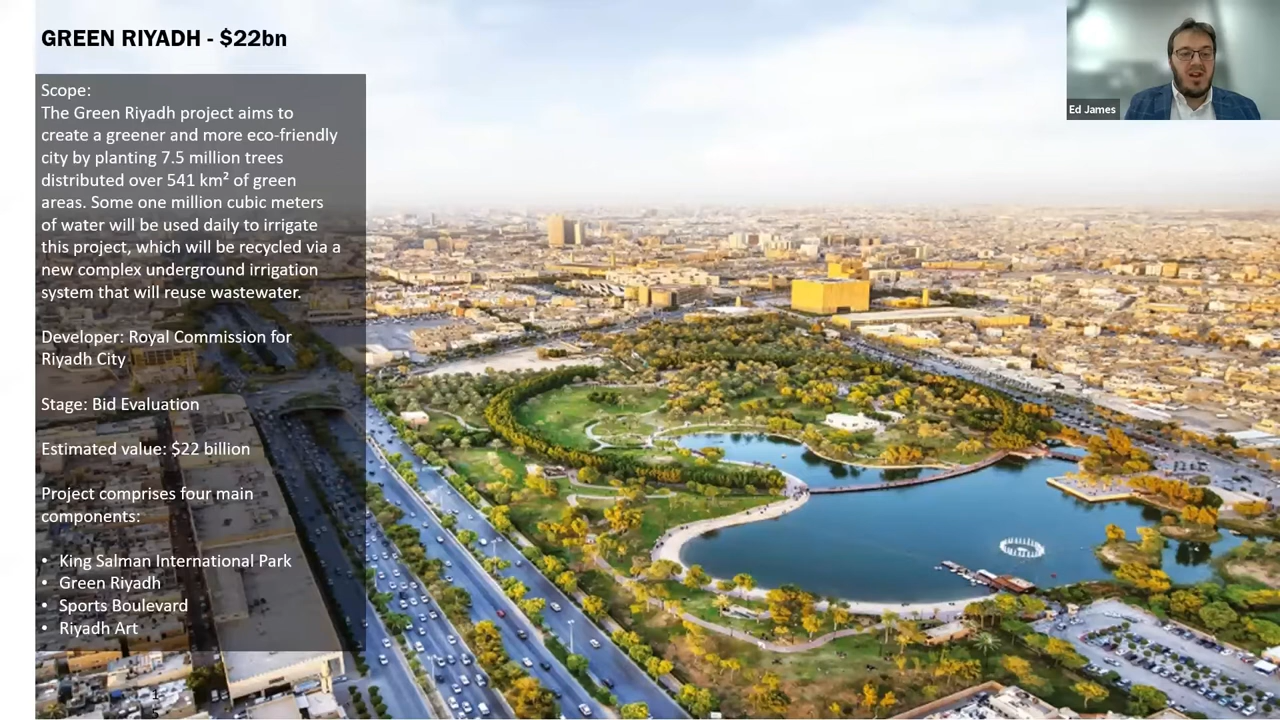 GREEN RIYADH - $22bn
Ed James
Scope:
The Green Riyadh project aims to
create a greener and more eco-friendly
city by planting 7.5 million trees
distributed over 541 km² of green
areas. Some one million cubic meters
of water will be used daily to irrigate
this project, which will be recycled via a
new complex underground irrigation
system that will reuse wastewater.
Developer: Royal Commission for
Riyadh City
Stage: Bid Evaluation
Estimated value: $22 billion
Project comprises four main
components:
• King Salman International Park
• Green Riyadh
• Sports Boulevard
• Riyadh Art